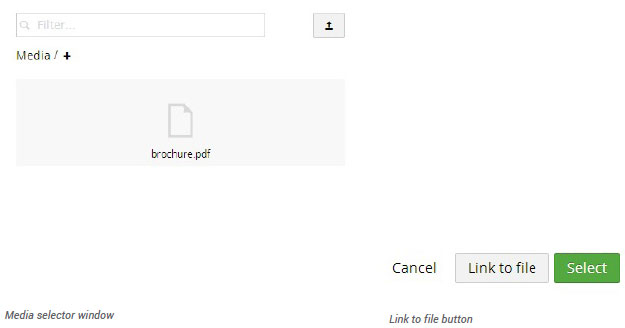 Filter...
Media / +
brochure.pdf
Cancel Link to file Select
Media selector window
Link to file button